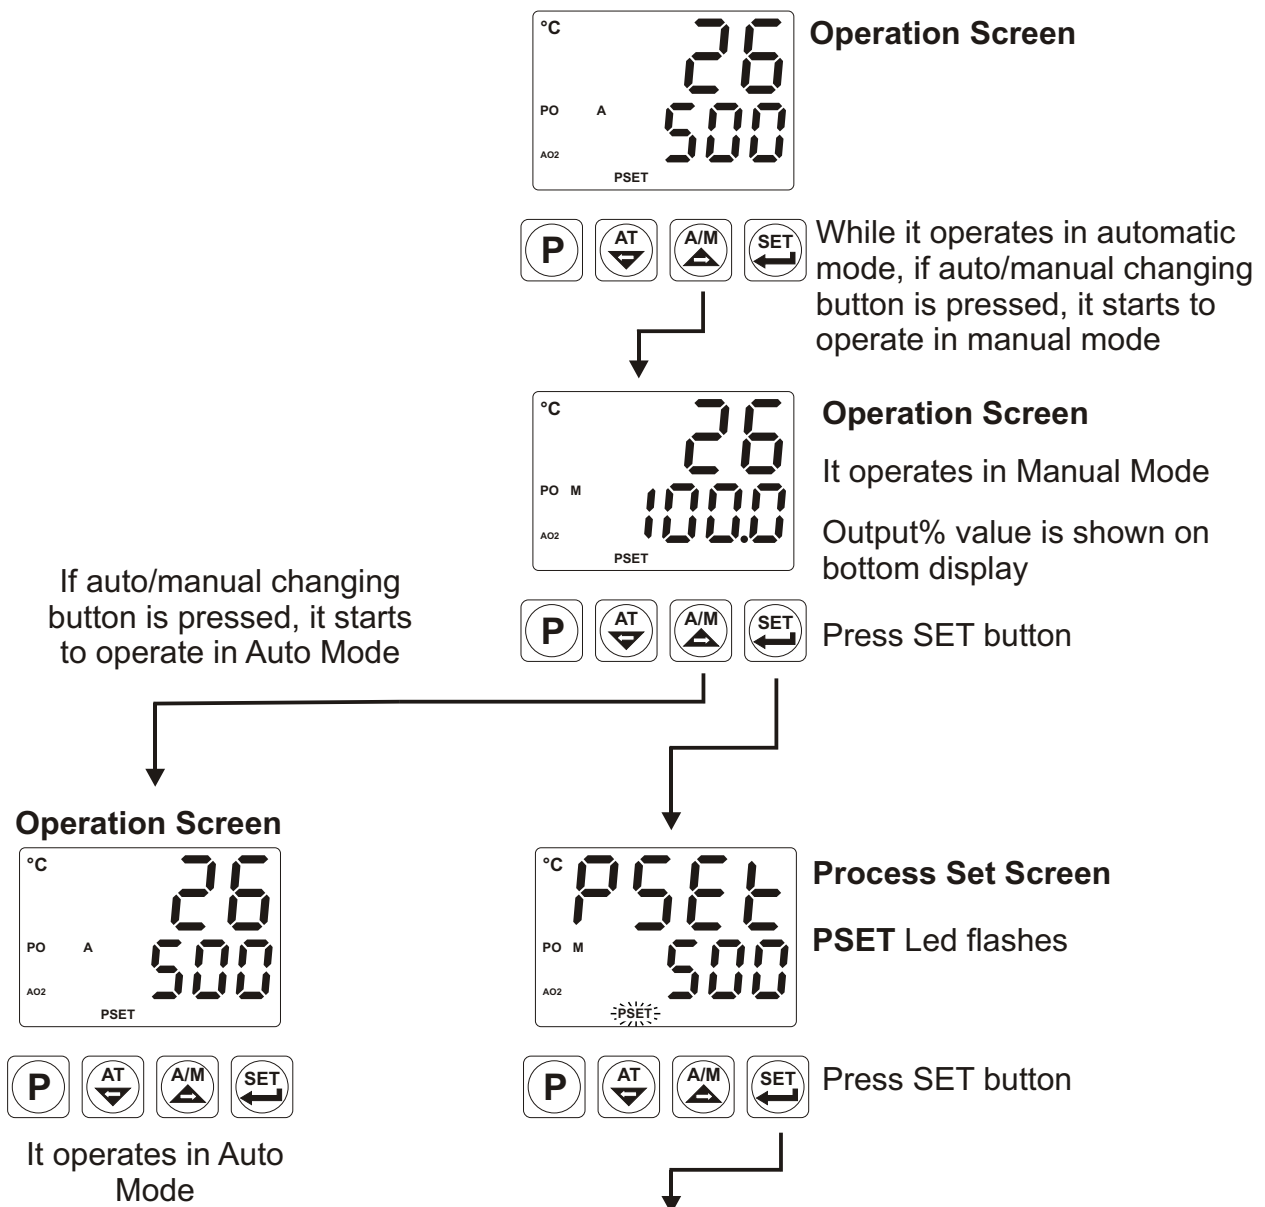 °C 26 Operation Screen
PO A 500
AO2
PSET
P AT A/M SET
While it operates in automatic
mode, if auto/manual changing
button is pressed, it starts to
operate in manual mode
°C 26 Operation Screen
It operates in Manual Mode
PO M 100.0
Output% value is shown on
bottom display
AO2
PSET
If auto/manual changing
button is pressed, it starts
to operate in Auto Mode
P AT A/M SET Press SET button
Operation Screen
°C 26
PO A 500
AO2
PSET
P AT A/M SET
It operates in Auto
Mode
°C PSEt Process Set Screen
PO M 500 PSET Led flashes
AO2
PSET
P AT A/M SET Press SET button